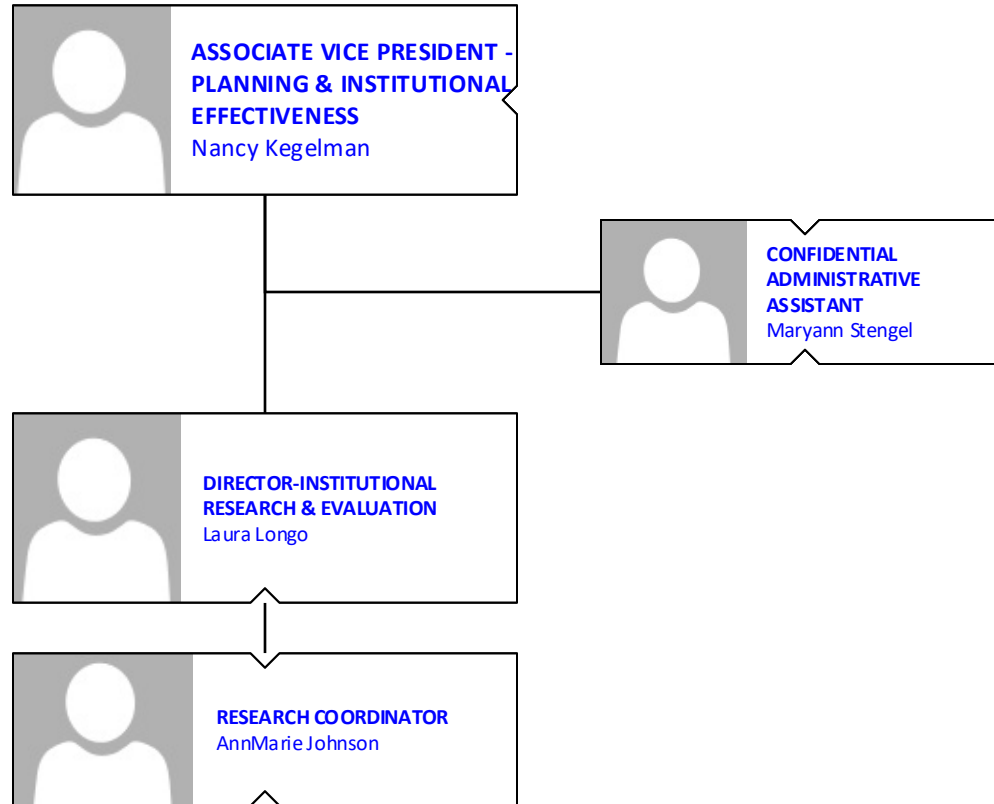 ASSOCIATE VICE PRESIDENT -
PLANNING & INSTITUTIONAL
EFFECTIVENESS
Nancy Kegelman
CONFIDENTIAL
ADMINISTRATIVE
ASSISTANT
Maryann Stengel
DIRECTOR-INSTITUTIONAL
RESEARCH & EVALUATION
Laura Longo
RESEARCH COORDINATOR
AnnMarie Johnson